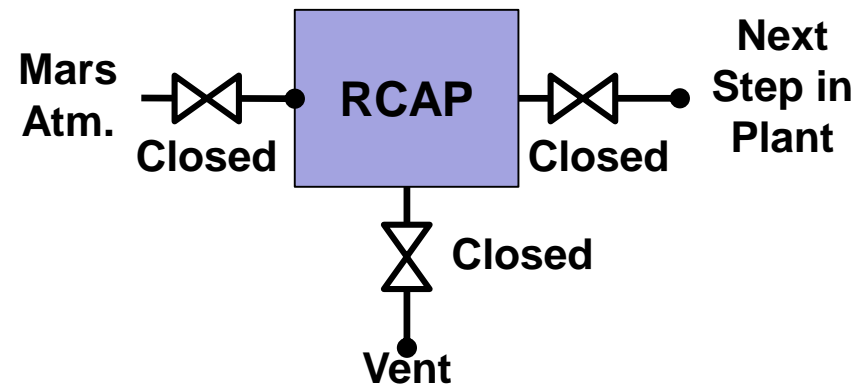 Mars
Atm.
Closed
RCAP
Next
Step in
Plant
Closed
Closed
Vent